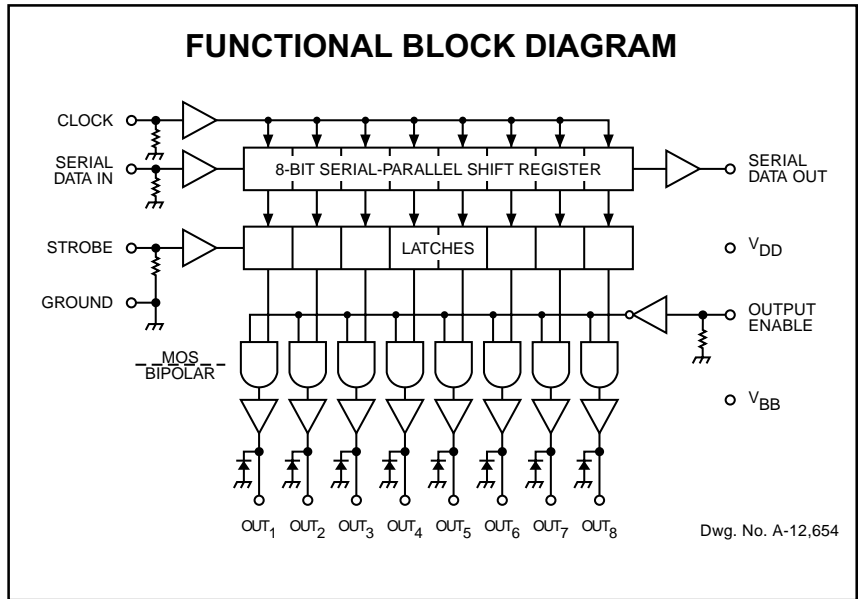 FUNCTIONAL BLOCK DIAGRAM
CLOCK
SERIAL
DATA IN
8-BIT SERIAL-PARALLEL SHIFT REGISTER
SERIAL
DATA OUT
STROBE
LATCHES
VDD
GROUND
OUTPUT
ENABLE
MOS
BIPOLAR
VBB
OUT1 OUT2 OUT3 OUT4 OUT5 OUT6 OUT7 OUT8
Dwg. No. A-12,654